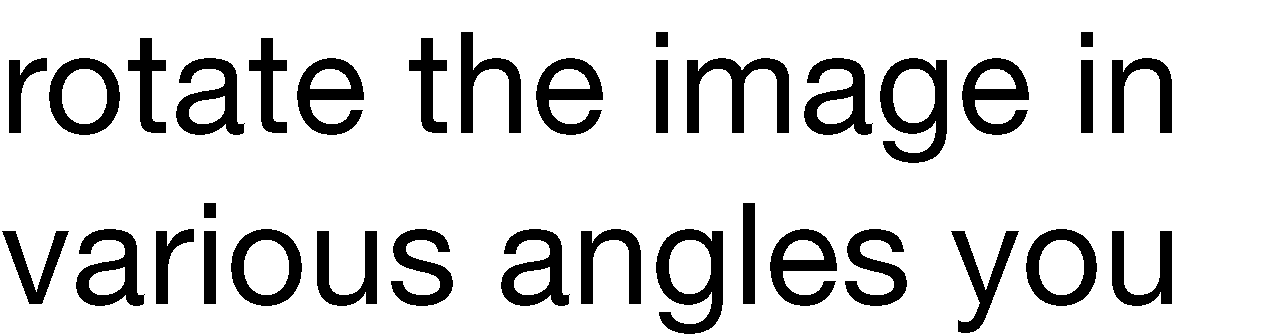 rotate the image in
various angles you